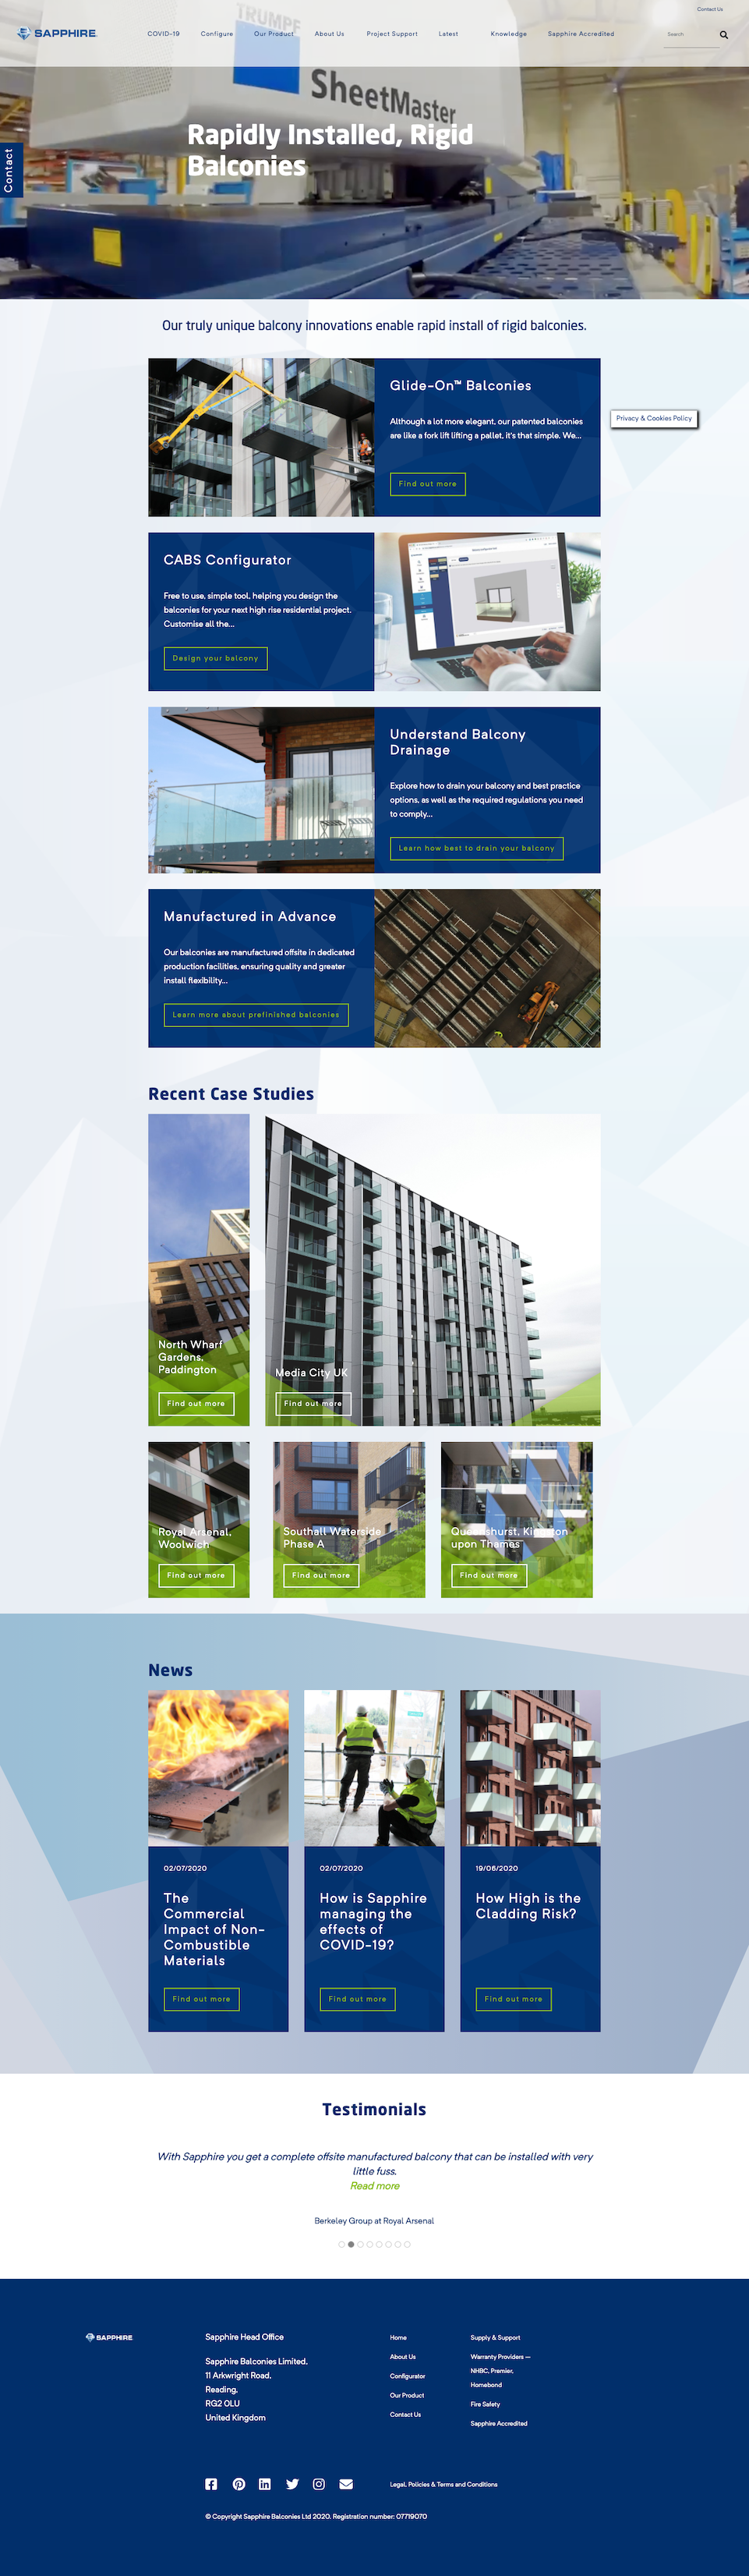 Contact Us
SAPPHIRE
COVID-19
Configure
Our Product
About Us
Project Support
Latest
Knowledge
Sapphire Accredited
Search
TRUMPF
SheetMaster
Rapidly Installed, Rigid
Balconies
Contact
Our truly unique balcony innovations enable rapid install of rigid balconies.
Glide-On™ Balconies
Although a lot more elegant, our patented balconies
are like a fork lift lifting a pallet, it's that simple. We...
Find out more
Privacy & Cookies Policy
CABS Configurator
Free to use, simple tool, helping you design the
balconies for your next high rise residential project.
Customise all the...
Design your balcony
Understand Balcony
Drainage
Explore how to drain your balcony and best practice
options, as well as the required regulations you need
to comply...
Learn how best to drain your balcony
Manufactured in Advance
Our balconies are manufactured offsite in dedicated
production facilities, ensuring quality and greater
install flexibility...
Learn more about prefinished balconies
Recent Case Studies
North Wharf
Gardens,
Paddington
Find out more
Media City UK
Find out more
Royal Arsenal,
Woolwich
Find out more
Southall Waterside
Phase A
Find out more
Queenshurst, Kingston
upon Thames
Find out more
News
02/07/2020
The
Commercial
Impact of Non-
Combustible
Materials
Find out more
02/07/2020
How is Sapphire
managing the
effects of
COVID-19?
Find out more
19/06/2020
How High is the
Cladding Risk?
Find out more
Testimonials
With Sapphire you get a complete offsite manufactured balcony that can be installed with very
little fuss.
Read more
Berkeley Group at Royal Arsenal
SAPPHIRE
Sapphire Head Office
Sapphire Balconies Limited,
11 Arkwright Road,
Reading,
RG2 0LU
United Kingdom
Home
About Us
Configurator
Our Product
Contact Us
Supply & Support
Warranty Providers —
NHBC, Premier,
Homebond
Fire Safety
Sapphire Accredited
Legal, Policies & Terms and Conditions
© Copyright Sapphire Balconies Ltd 2020. Registration number: 07719070